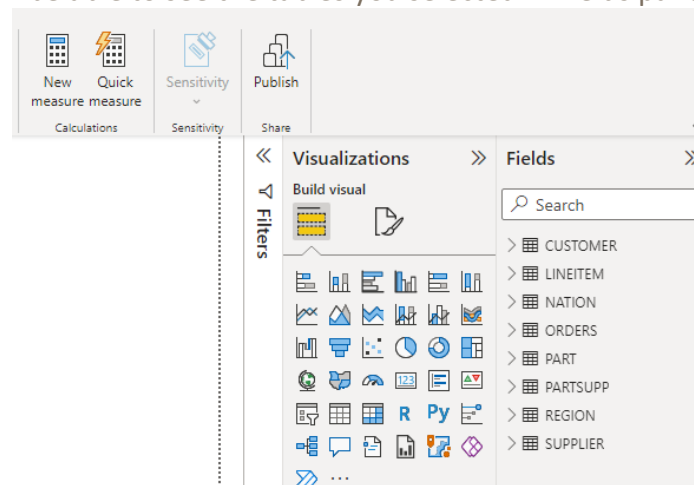 New Quick Sensitivity Publish
measure measure
Calculations Sensitivity Share
Visualizations Fields
Build visual
Search
Filters
CUSTOMER
LINEITEM
NATION
ORDERS
PART
123
PARTSUPP
R Py
REGION
SUPPLIER